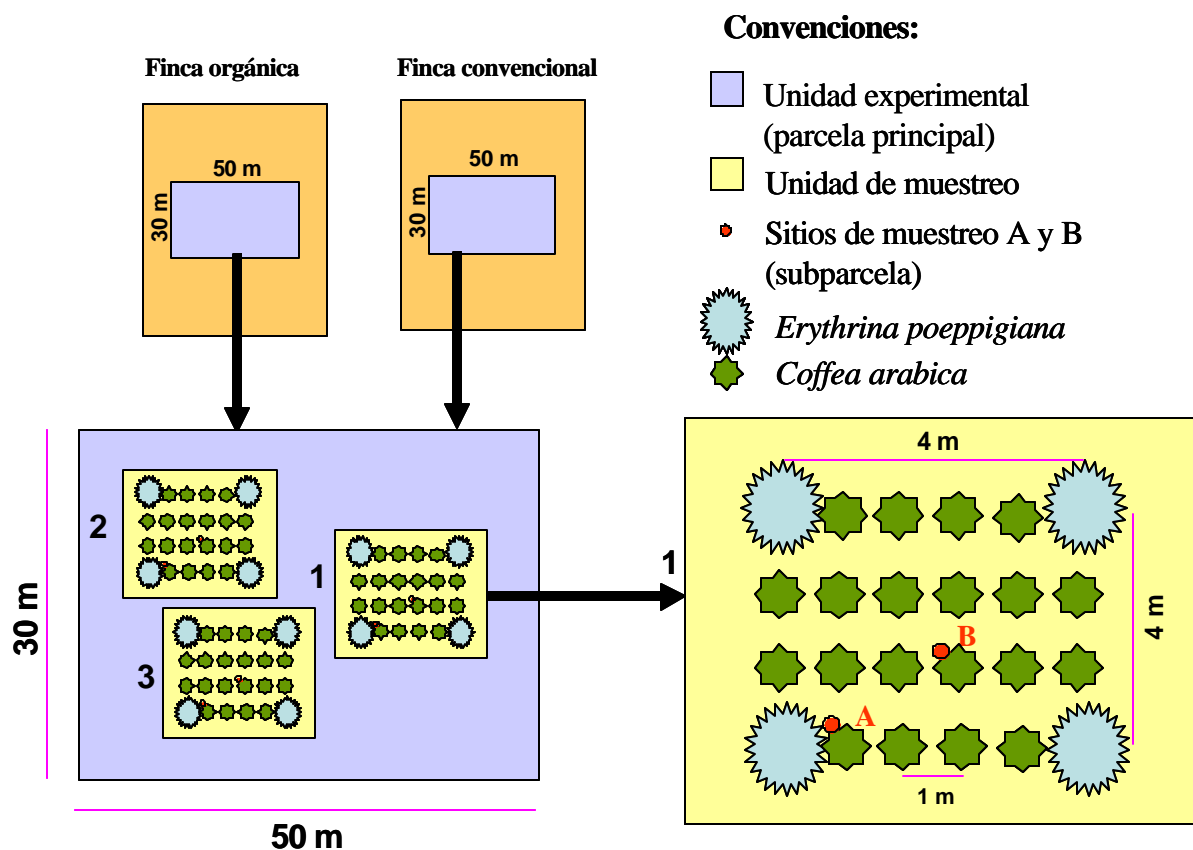 Convenciones:
Finca orgánica
Finca convencional
Unidad experimental
(parcela principal)
Unidad de muestreo
Sitios de muestreo A y B
(subparcela)
Erythrina poeppigiana
Coffea arabica
50 m
30 m
50 m
30 m
2
1
3
30 m
50 m
1
4 m
4 m
B
A
1 m